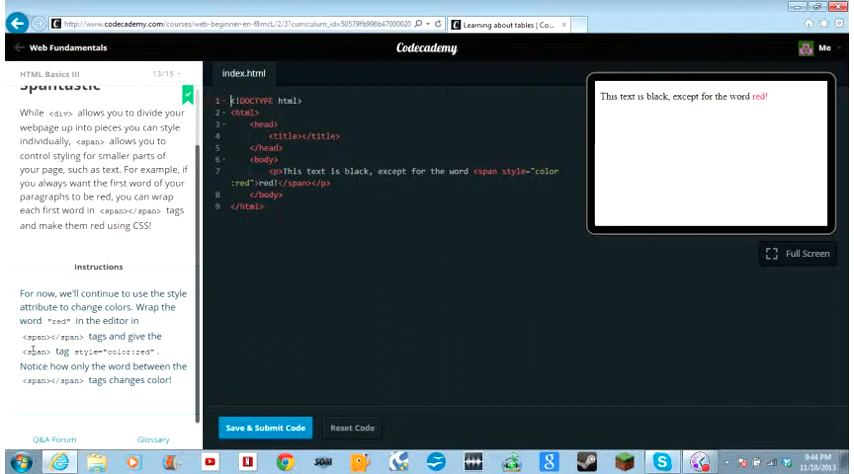 http://www.codecademy.com/courses/web-beginner-en-f8mcL/2/3?curriculum_id=50579fb998b470000202
Learning about tables | Co...
Web Fundamentals
Codecademy
Me
HTML Basics III
13/15
index.html
Spantastic
While <div> allows you to divide your
webpage up into pieces you can style
individually, <span> allows you to
control styling for smaller parts of
your page, such as text. For example, if
you always want the first word of your
paragraphs to be red, you can wrap
each first word in <span></span> tags
and make them red using CSS!
Instructions
For now, we'll continue to use the style
attribute to change colors. Wrap the
word "red" in the editor in
<span></span> tags and give the
<span> tag style="color:red".
Notice how only the word between the
<span></span> tags changes color!
Q&A Forum
Glossary
1 <!DOCTYPE html>
2 <html>
3 <head>
4 <title></title>
5 </head>
6 <body>
7 <p>This text is black, except for the word <span style="color
:red">red!</span></p>
8 </body>
9 </html>
Save & Submit Code
Reset Code
This text is black, except for the word red!
Full Screen
9:44 PM
11/18/2013